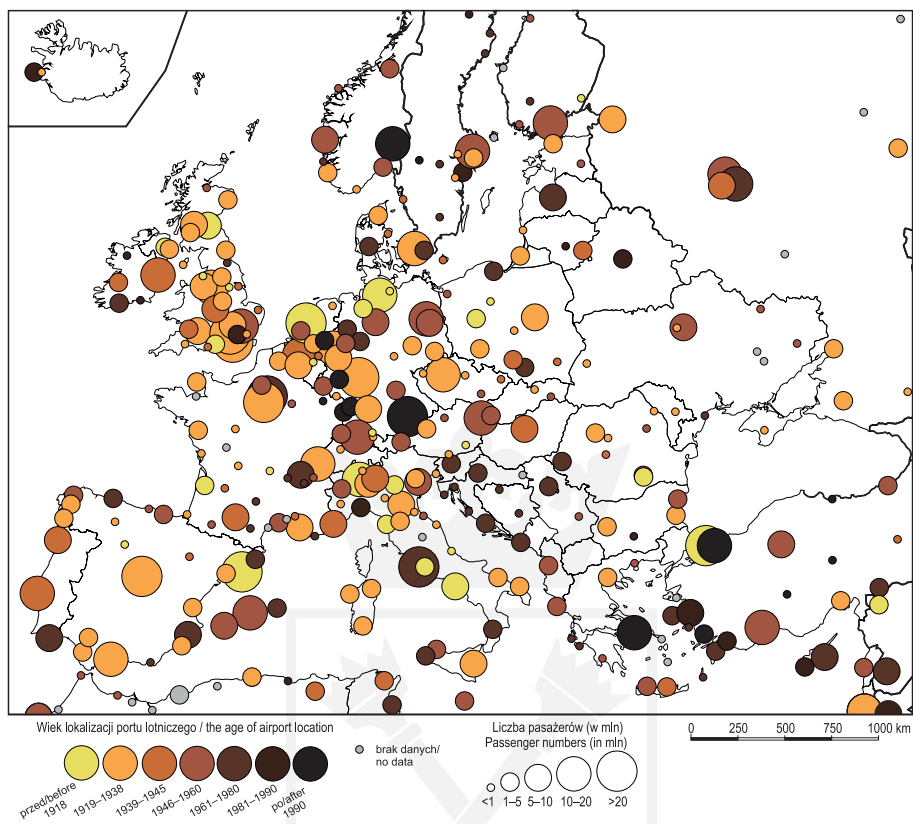 Wiek lokalizacji portu lotniczego / the age of airport location
przed/before
1918
1919–1938
1939–1945
1946–1960
1961–1980
1981–1990
po/after
1990
brak danych/
no data
Liczba pasażerów (w mln)
Passenger numbers (in mln)
<1
1–5
5–10
10–20
>20
0
250
500
750
1000 km